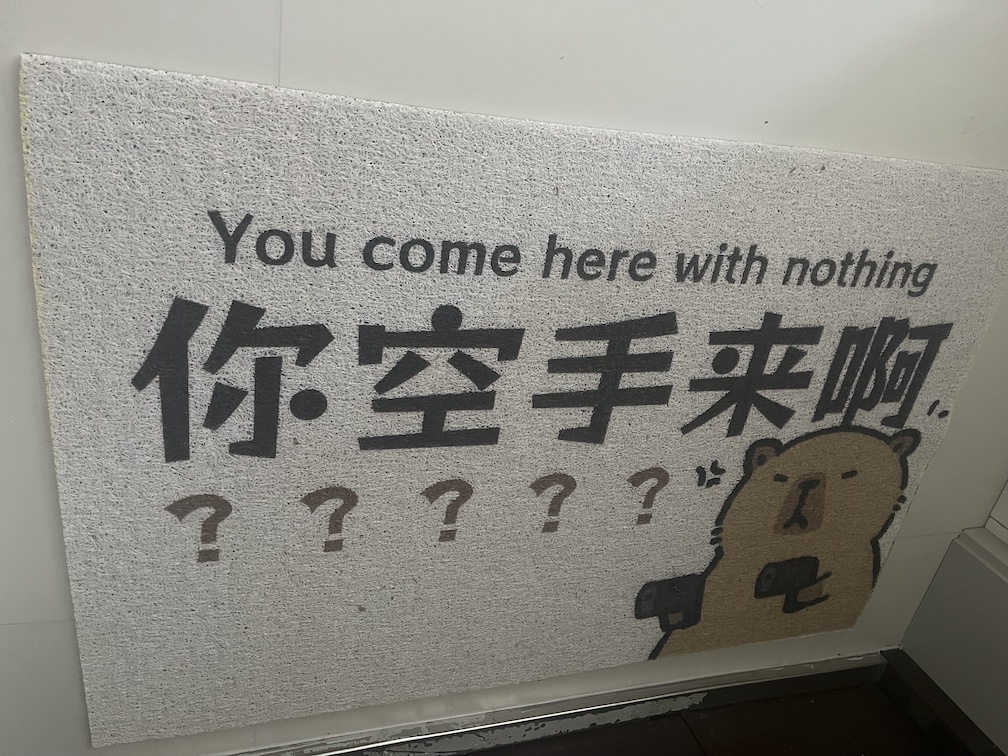 You come here with nothing
你空手来啊
? ? ? ? ?